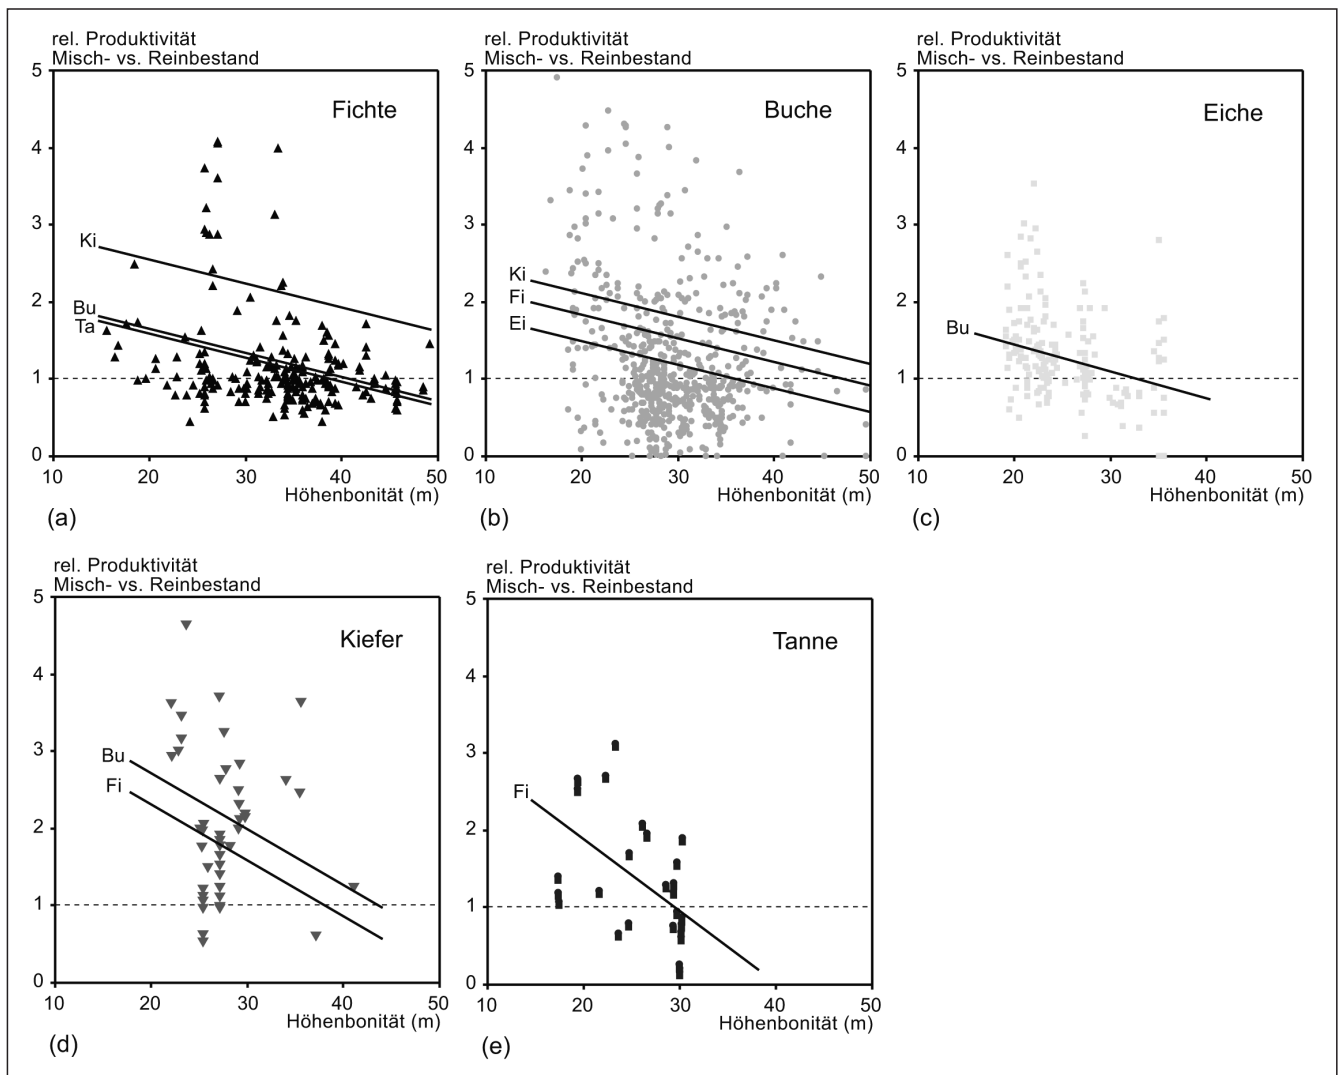 rel. Produktivität
Misch- vs. Reinbestand
5
4
3
2
1
0
Fichte
Ki
Bu
Ta
10 20 30 40 50
Höhenbonität (m)
(a)
rel. Produktivität
Misch- vs. Reinbestand
5
4
3
2
1
0
Buche
Ki
Fi
Ei
10 20 30 40 50
Höhenbonität (m)
(b)
rel. Produktivität
Misch- vs. Reinbestand
5
4
3
2
1
0
Eiche
Bu
10 20 30 40 50
Höhenbonität (m)
(c)
rel. Produktivität
Misch- vs. Reinbestand
5
4
3
2
1
0
Kiefer
Bu
Fi
10 20 30 40 50
Höhenbonität (m)
(d)
rel. Produktivität
Misch- vs. Reinbestand
5
4
3
2
1
0
Tanne
Fi
10 20 30 40 50
Höhenbonität (m)
(e)